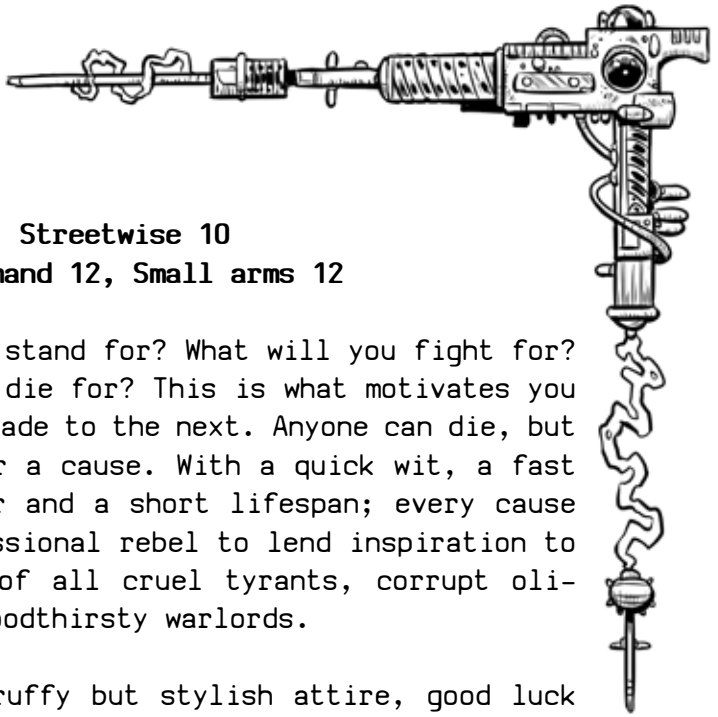 Streetwise 10
mand 12, Small arms 12
stand for? What will you fight for?
die for? This is what motivates you
ade to the next. Anyone can die, but
r a cause. With a quick wit, a fast
r and a short lifespan; every cause
ssional rebel to lend inspiration to
of all cruel tyrants, corrupt oli-
oodthirsty warlords.
ruffy but stylish attire, good luck